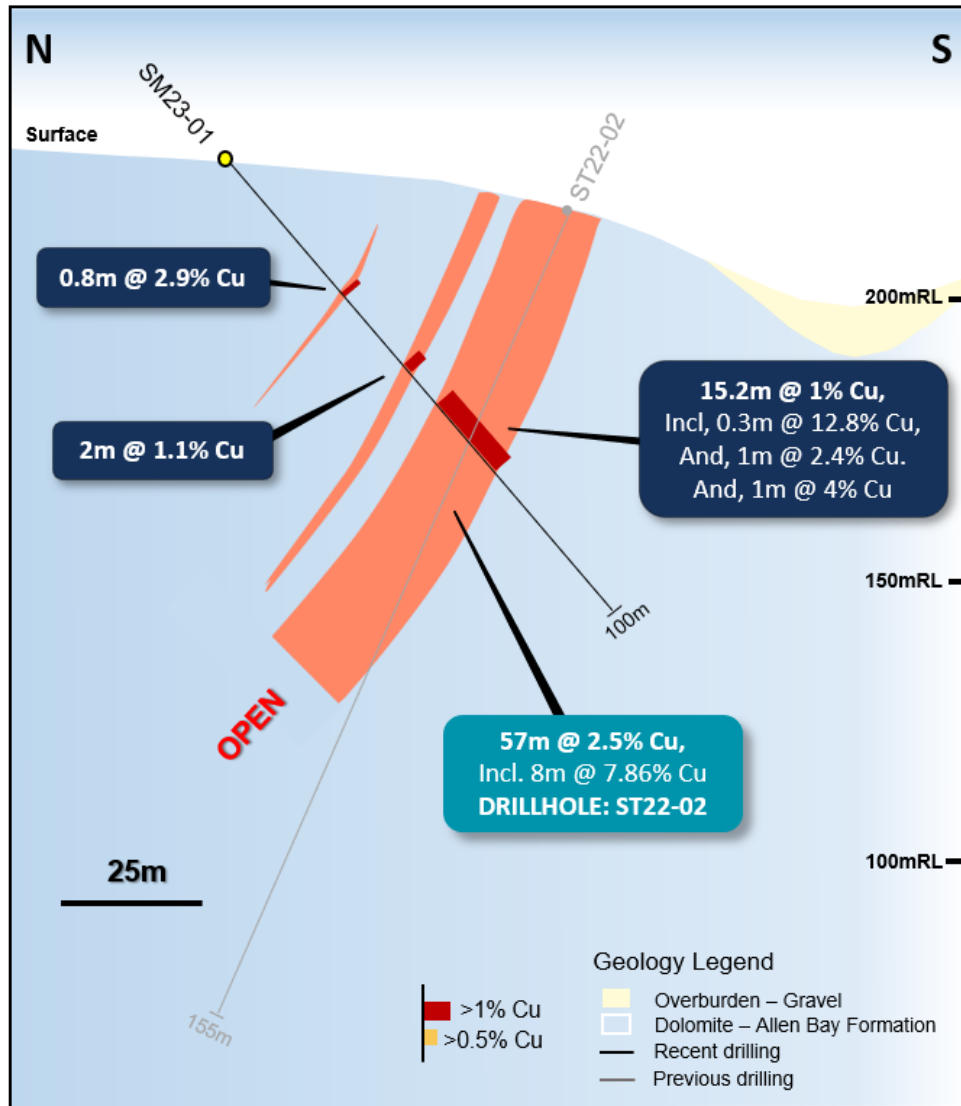 N
S
SM23-01
Surface
ST22-02
0.8m @ 2.9% Cu
200mRL
15.2m @ 1% Cu,
Incl, 0.3m @ 12.8% Cu,
And, 1m @ 2.4% Cu.
And, 1m @ 4% Cu
2m @ 1.1% Cu
150mRL
100m
OPEN
57m @ 2.5% Cu,
Incl. 8m @ 7.86% Cu
DRILLHOLE: ST22-02
100mRL
25m
155m
>1% Cu
>0.5% Cu
Geology Legend
Overburden – Gravel
Dolomite – Allen Bay Formation
Recent drilling
Previous drilling